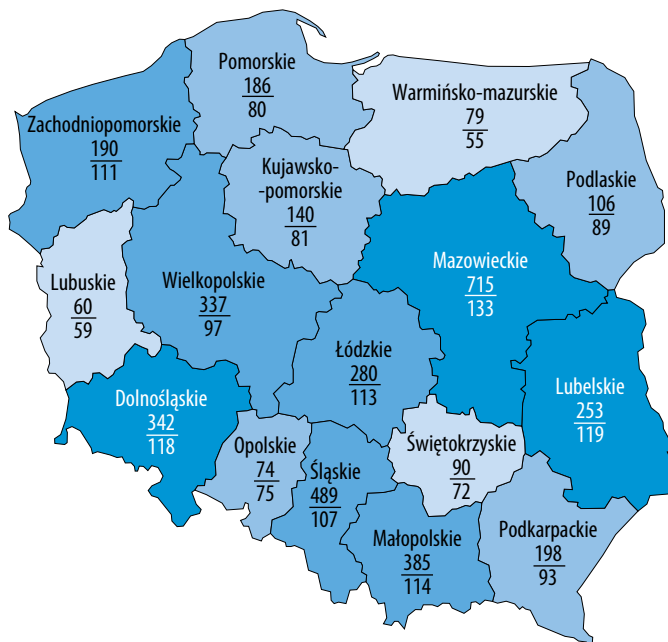 Pomorskie
186
80
Warmińsko-mazurskie
79
55
Zachodniopomorskie
190
111
Kujawsko-
-pomorskie
140
81
Podlaskie
106
89
Mazowieckie
715
133
Lubuskie
60
59
Wielkopolskie
337
97
Łódzkie
280
113
Lubelskie
253
119
Dolnośląskie
342
118
Opolskie
74
75
Śląskie
489
107
Świętokrzyskie
90
72
Małopolskie
385
114
Podkarpackie
198
93